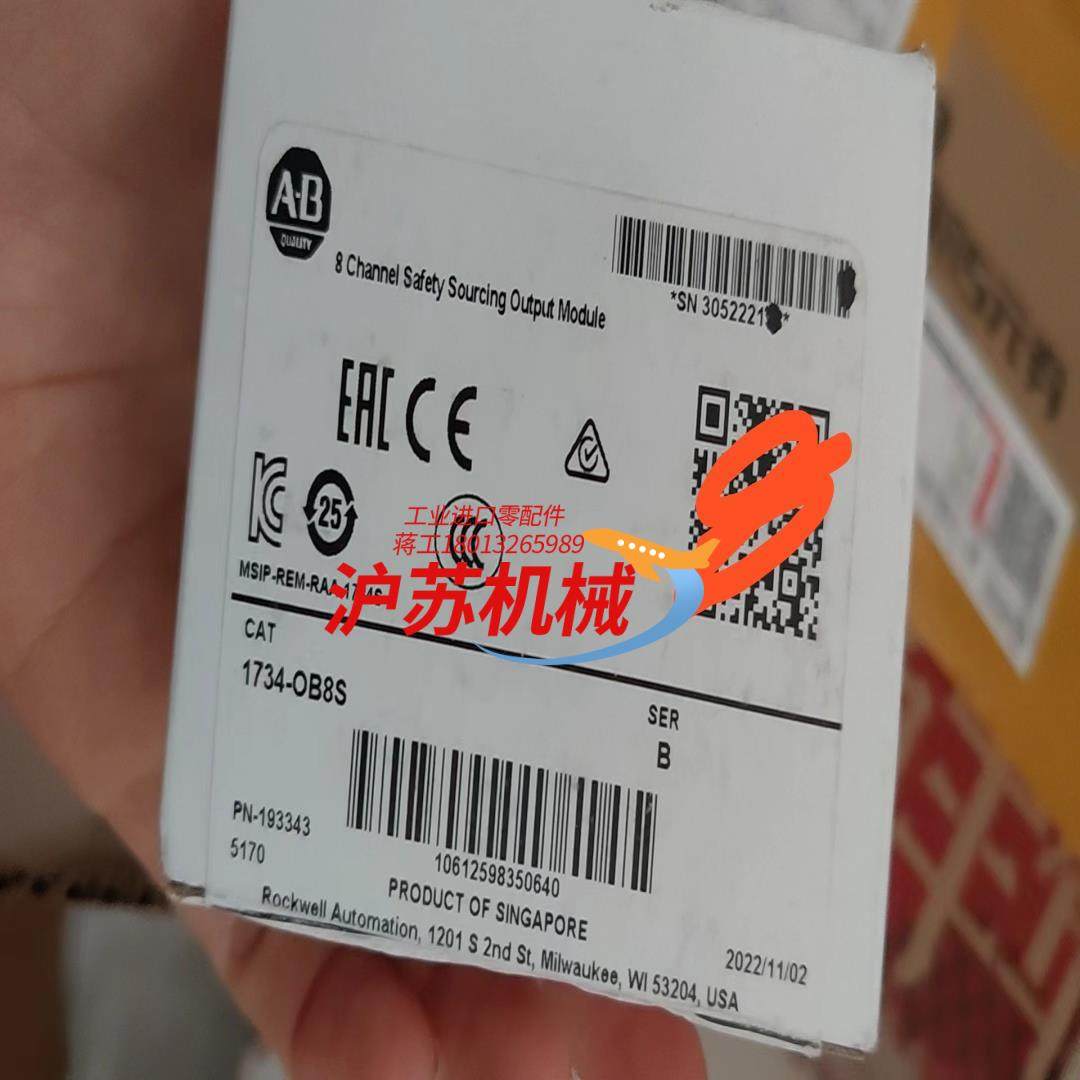 A-B
QUALITY
8 Channel Safety Sourcing Output Module
*SN 3052221
EAC CE
25
工业进口零配件
蒋工18013265989
沪苏机械
MSIP-REM-RAA
CAT
1734-OB8S
SER
B
PN-193343
5170
10612598350640
PRODUCT OF SINGAPORE
Rockwell Automation, 1201 S 2nd St, Milwaukee, WI 53204, USA
2022/11/02